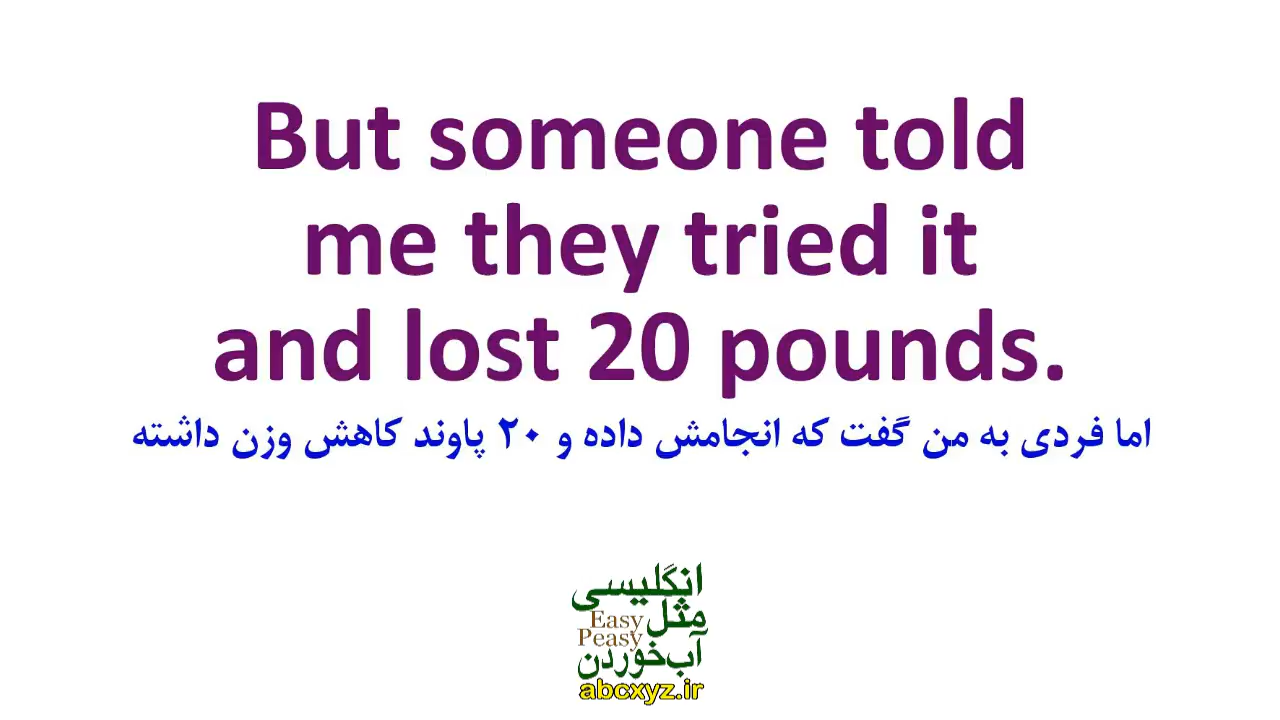 But someone told
me they tried it
and lost 20 pounds.
اما فردی به من گفت که انجامش داده و ۲۰ پاوند کاهش وزن داشته
انگلیسی
مثل
Easy
Peasy
آب خوردن
abcxyz.ir